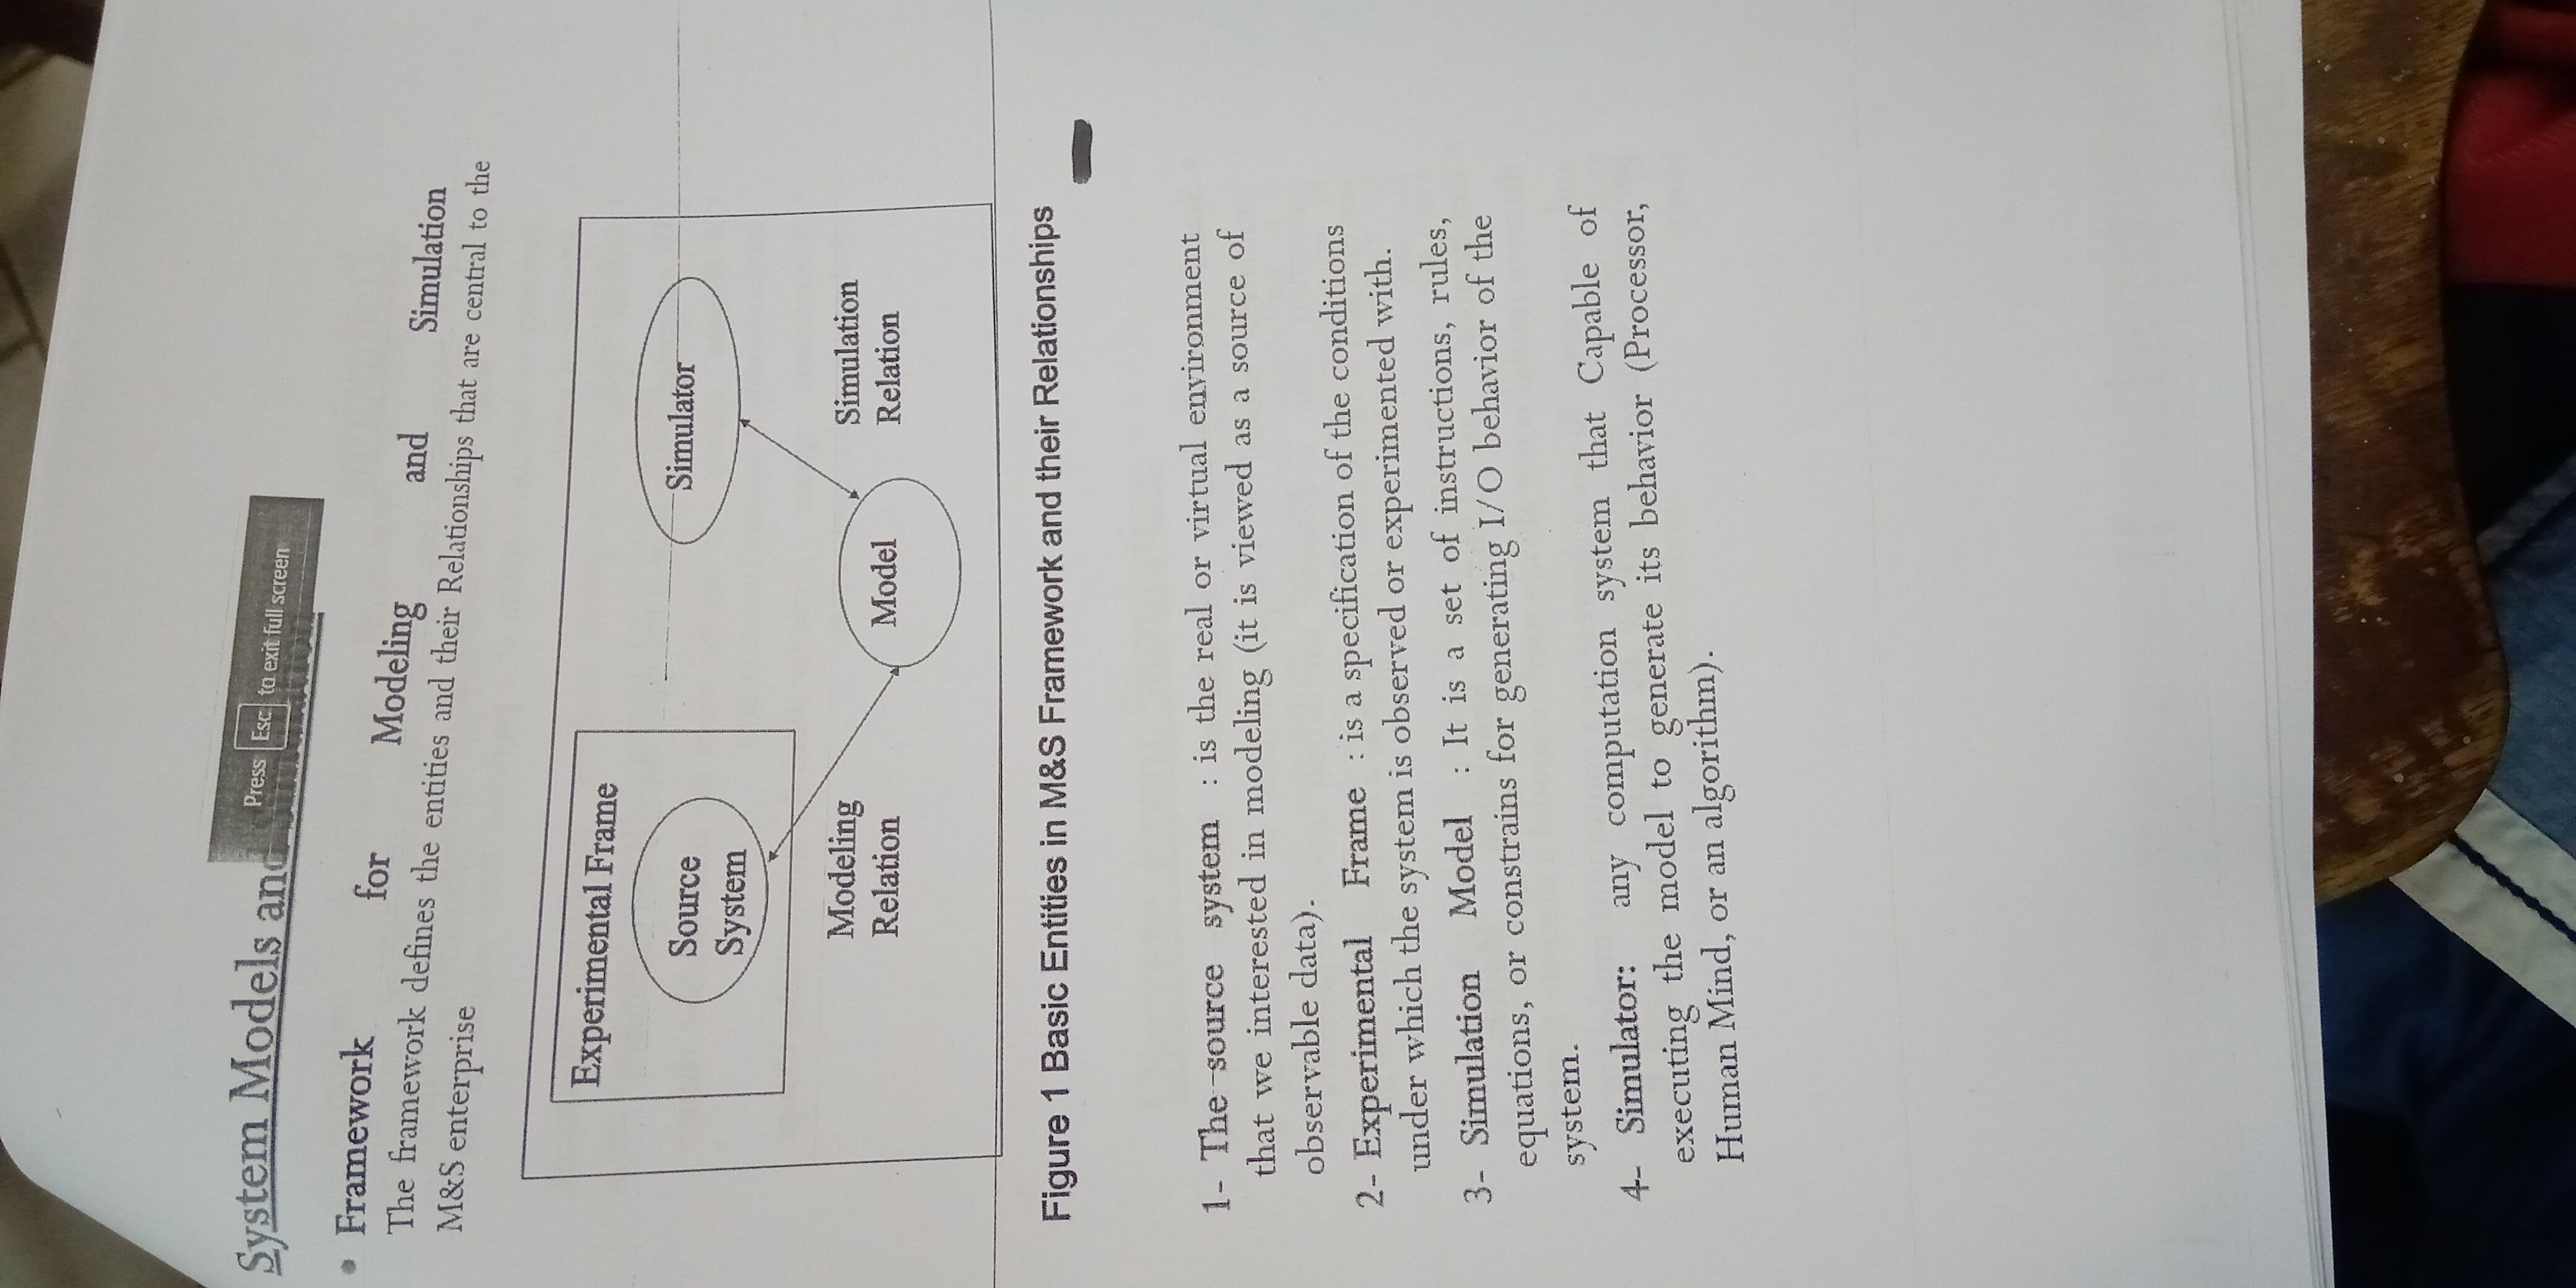 System Models and Simulation
Press Esc to exit full screen
• Framework for Modeling and Simulation
The framework defines the entities and their Relationships that are central to the
M&S enterprise
Experimental Frame
Source
System
Simulator
Modeling
Relation
Model
Simulation
Relation
Figure 1 Basic Entities in M&S Framework and their Relationships
1- The source system : is the real or virtual environment
that we interested in modeling (it is viewed as a source of
observable data).
2- Experimental Frame : is a specification of the conditions
under which the system is observed or experimented with.
3- Simulation Model : It is a set of instructions, rules,
equations, or constrains for generating I/O behavior of the
system.
4- Simulator: any computation system that Capable of
executing the model to generate its behavior (Processor,
Human Mind, or an algorithm).